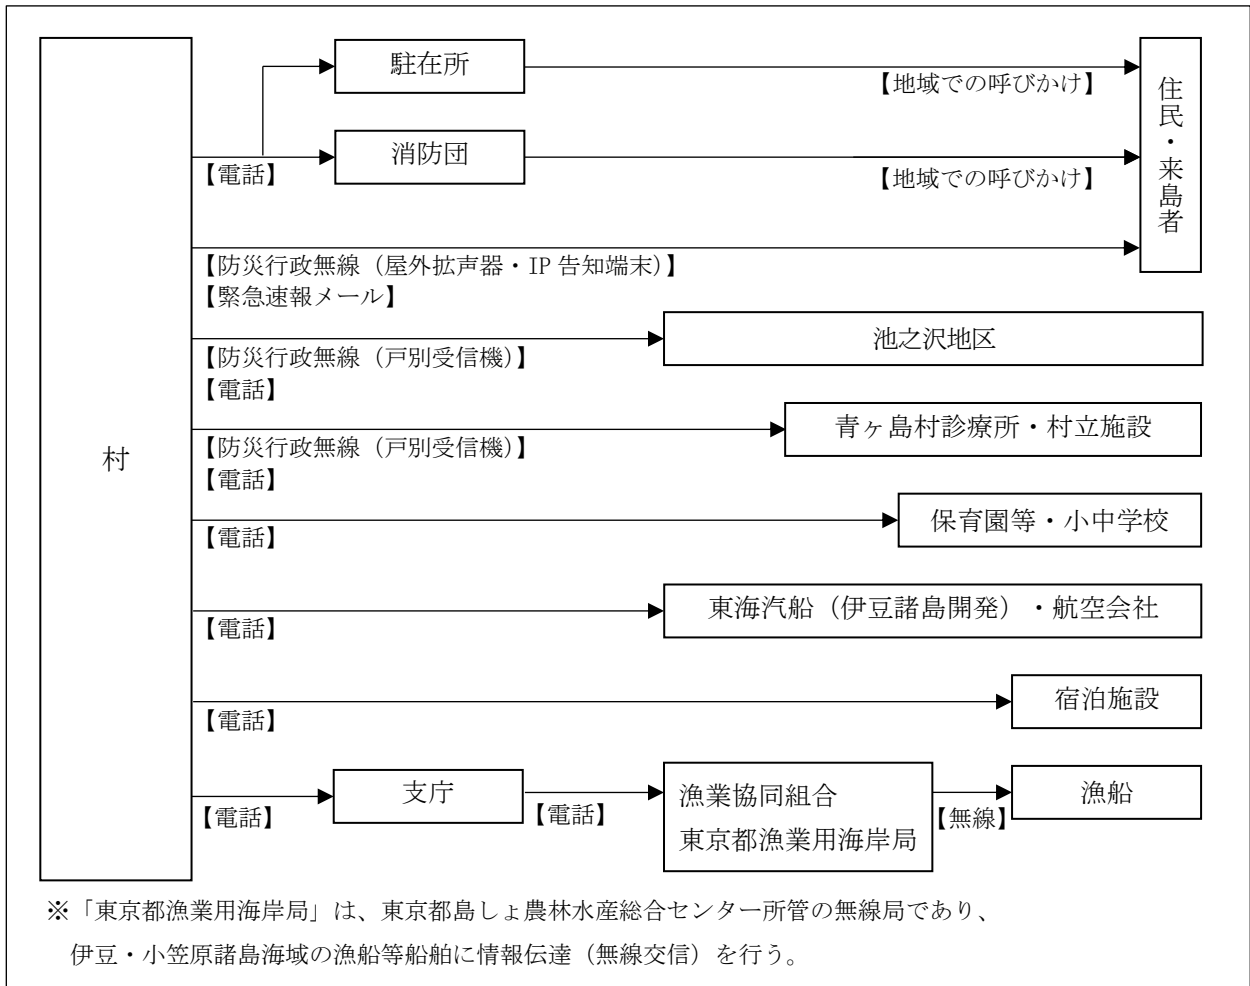 村
駐在所
【地域での呼びかけ】
消防団
【電話】
【地域での呼びかけ】
住民・来島者
【防災行政無線（屋外拡声器・IP 告知端末）】
【緊急速報メール】
池之沢地区
【防災行政無線（戸別受信機）】
【電話】
青ヶ島村診療所・村立施設
【防災行政無線（戸別受信機）】
【電話】
保育園等・小中学校
【電話】
東海汽船（伊豆諸島開発）・航空会社
【電話】
宿泊施設
【電話】
支庁
【電話】
【電話】
漁業協同組合
東京都漁業用海岸局
【無線】
漁船
※「東京都漁業用海岸局」は、東京都島しょ農林水産総合センター所管の無線局であり、
伊豆・小笠原諸島海域の漁船等船舶に情報伝達（無線交信）を行う。